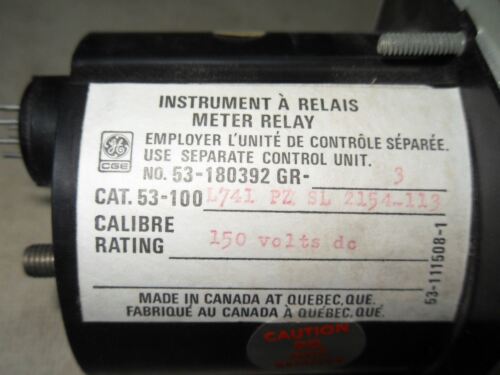 INSTRUMENT À RELAIS
METER RELAY
EMPLOYER L'UNITÉ DE CONTRÔLE SÉPARÉE.
USE SEPARATE CONTROL UNIT.
CGE
NO. 53-180392 GR- 3
CAT. 53-100 L741 PZ SL 2154-113
CALIBRE
RATING 150 volts dc
53-111508-1
MADE IN CANADA AT QUEBEC, QUE.
FABRIQUÉ AU CANADA À QUÉBEC, QUÉ.
CAUTION